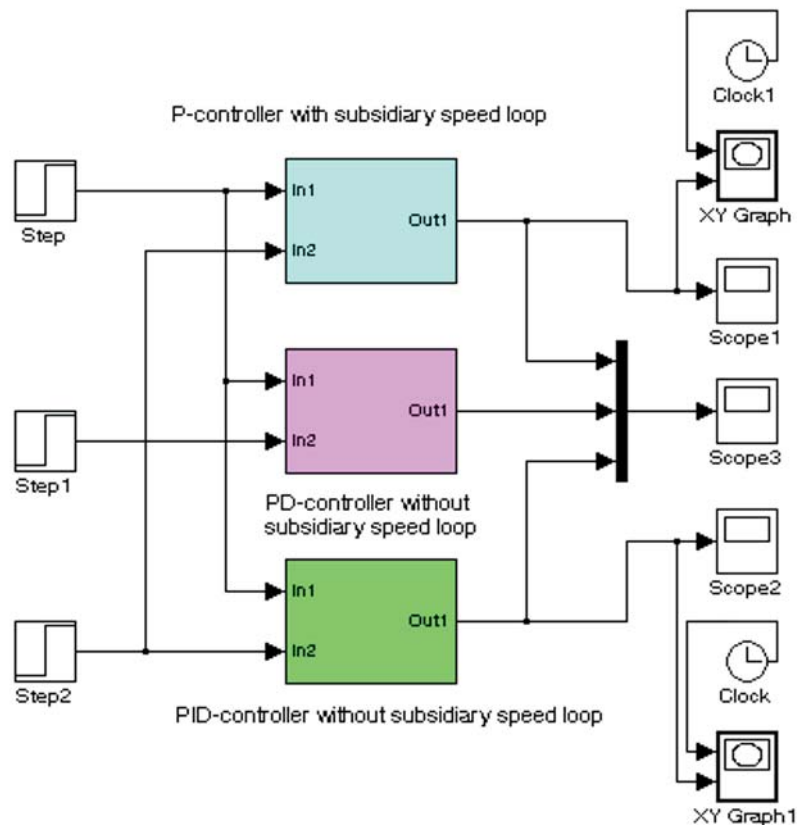 Clock1
P-controller with subsidiary speed loop
In1
Out1
In2
Step
XY Graph
Scope1
In1
Out1
In2
Step1
Scope3
PD-controller without
subsidiary speed loop
In1
Out1
In2
Scope2
Step2
Clock
PID-controller without subsidiary speed loop
XY Graph1